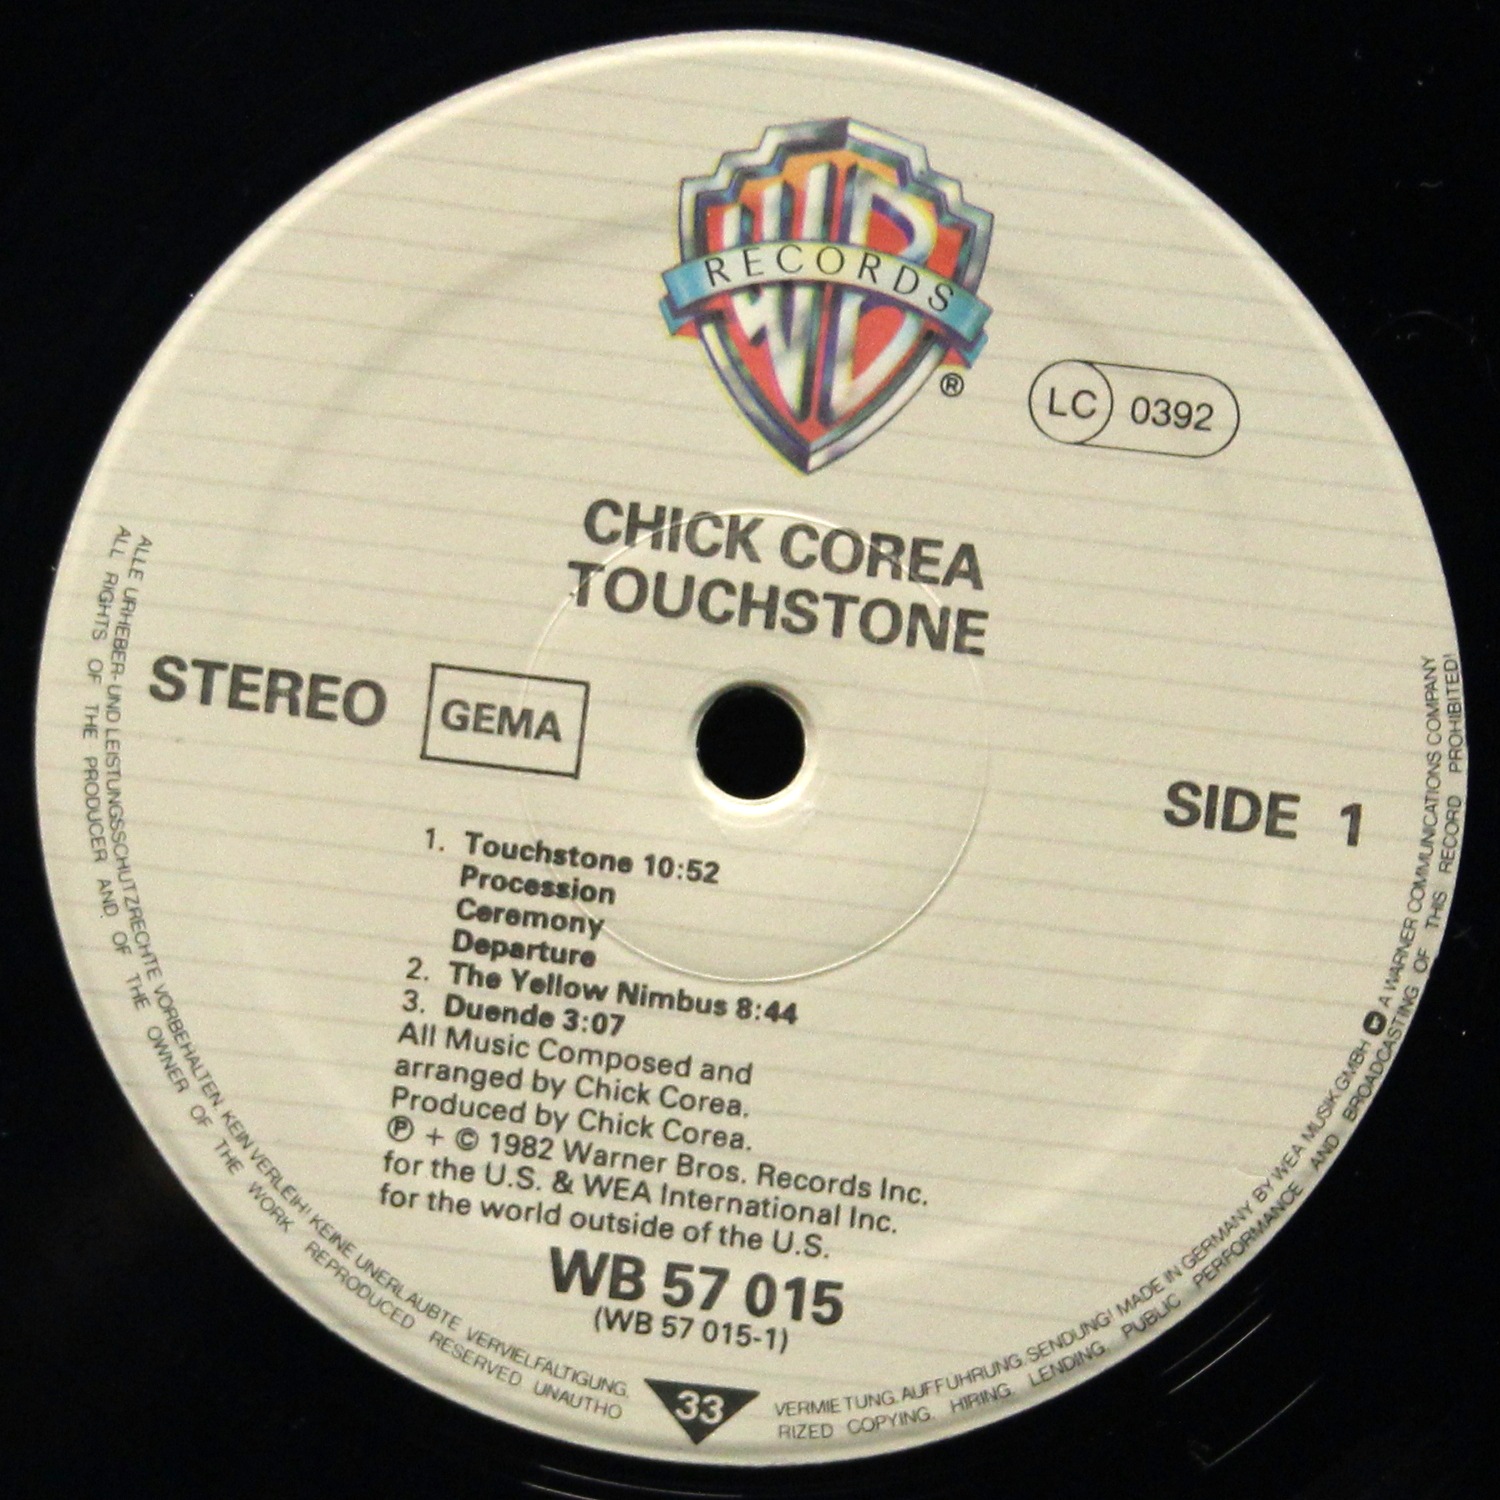 WB
RECORDS
®
LC 0392
CHICK COREA
TOUCHSTONE
STEREO
GEMA
SIDE 1
1. Touchstone 10:52
Procession
Ceremony
Departure
2. The Yellow Nimbus 8:44
3. Duende 3:07
All Music Composed and
arranged by Chick Corea.
Produced by Chick Corea.
℗ + © 1982 Warner Bros. Records Inc.
for the U.S. & WEA International Inc.
for the world outside of the U.S.
WB 57 015
(WB 57 015-1)
33
ALLE URHEBER- UND LEISTUNGSSCHUTZRECHTE VORBEHALTEN KEIN VERLEIH! KEINE UNERLAUBTE VERVIELFÄLTIGUNG, VERMIETUNG, AUFFÜHRUNG, SENDUNG! MADE IN GERMANY BY WEA MUSIK GMBH A WARNER COMMUNICATIONS COMPANY
ALL RIGHTS OF THE PRODUCER AND OF THE OWNER OF THE WORK REPRODUCED RESERVED UNAUTHORIZED COPYING. HIRING. LENDING. PUBLIC PERFORMANCE AND BROADCASTING OF THIS RECORD PROHIBITED!